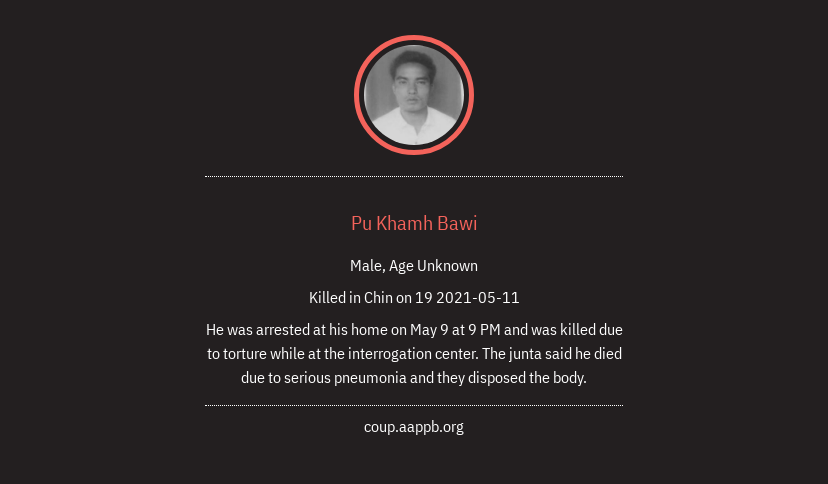 Pu Khamh Bawi
Male, Age Unknown
Killed in Chin on 19 2021-05-11
He was arrested at his home on May 9 at 9 PM and was killed due
to torture while at the interrogation center. The junta said he died
due to serious pneumonia and they disposed the body.
coup.aappb.org